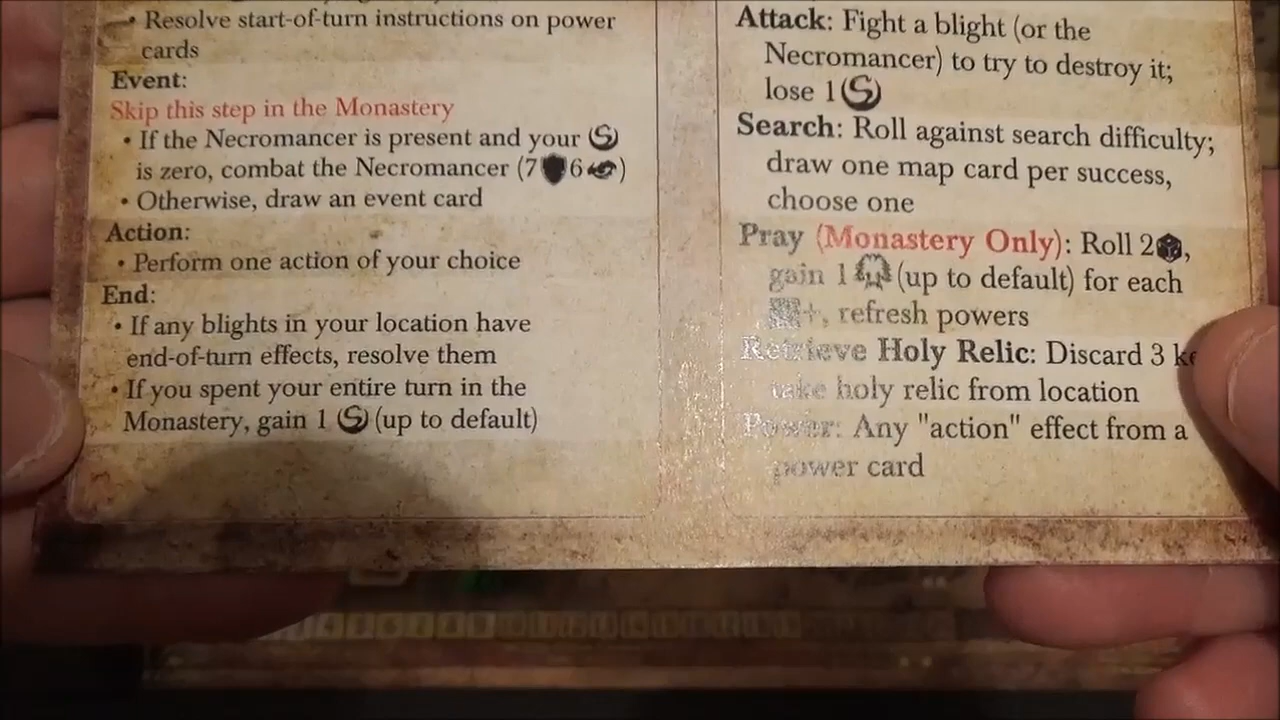 • Resolve start-of-turn instructions on power
cards
Event:
Skip this step in the Monastery
• If the Necromancer is present and your
is zero, combat the Necromancer (7 6 )
• Otherwise, draw an event card
Action:
• Perform one action of your choice
End:
• If any blights in your location have
end-of-turn effects, resolve them
• If you spent your entire turn in the
Monastery, gain 1 (up to default)
Attack: Fight a blight (or the
Necromancer) to try to destroy it;
lose 1
Search: Roll against search difficulty;
draw one map card per success,
choose one
Pray (Monastery Only): Roll 2 ,
gain 1 (up to default) for each
+, refresh powers
Retrieve Holy Relic: Discard 3
take holy relic from location
Power: Any "action" effect from a
power card